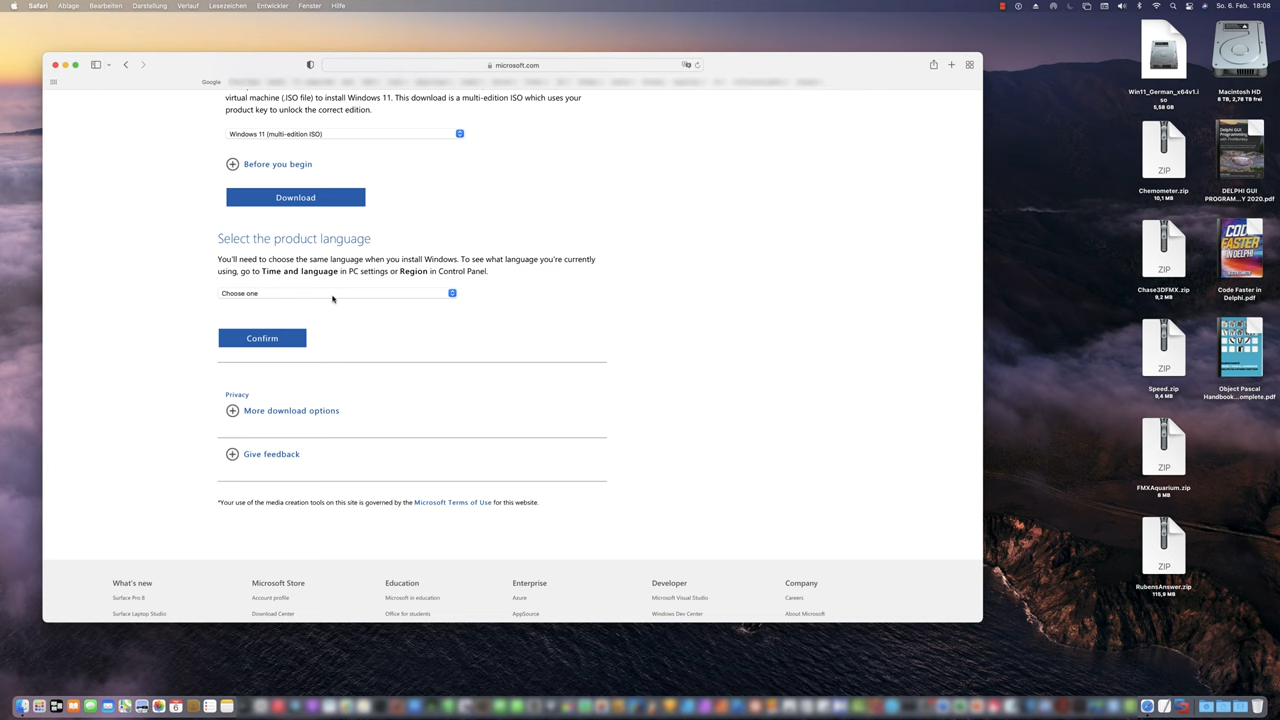 Safari Ablage Bearbeiten Darstellung Verlauf Lesezeichen Entwickler Fenster Hilfe
So. 6. Feb. 18:08
microsoft.com
Google
virtual machine (.ISO file) to install Windows 11. This download is a multi-edition ISO which uses your
product key to unlock the correct edition.
Windows 11 (multi-edition ISO)
Before you begin
Download
Select the product language
You'll need to choose the same language when you install Windows. To see what language you're currently
using, go to Time and language in PC settings or Region in Control Panel.
Choose one
Confirm
Privacy
More download options
Give feedback
*Your use of the media creation tools on this site is governed by the Microsoft Terms of Use for this website.
What's new Microsoft Store Education Enterprise Developer Company
Surface Pro 8 Account profile Microsoft in education Azure Microsoft Visual Studio Careers
Surface Laptop Studio Download Center Office for students AppSource Windows Dev Center About Microsoft
Win11_German_x64v1.i
so
5,58 GB
Macintosh HD
8 TB, 2,78 TB frei
ZIP
Chemometer.zip
10,1 MB
DELPHI GUI
PROGRAM...Y 2020.pdf
ZIP
Chase3DFMX.zip
9,2 MB
CODE
FASTER
IN DELPHI
Code Faster in
Delphi.pdf
ZIP
Speed.zip
9,4 MB
Object Pascal
Handbook...omplete.pdf
ZIP
FMXAquarium.zip
8 MB
ZIP
RubensAnswer.zip
115,9 MB